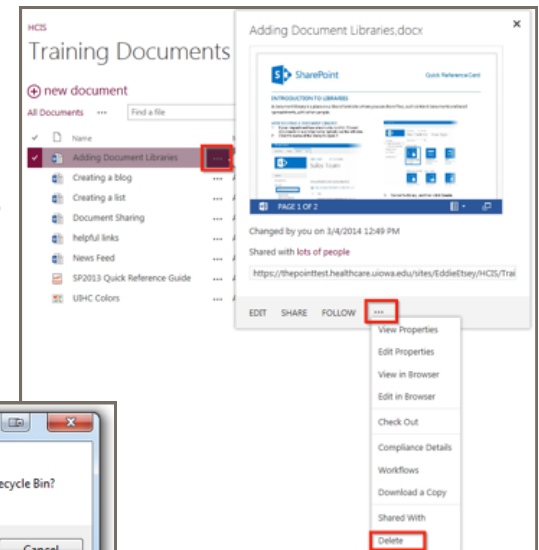 HCIS
Training Documents
new document
All Documents ... Find a file
Name
Adding Document Libraries ...
Creating a blog ...
Creating a list ...
Document Sharing ...
helpful links ...
News Feed ...
SP2013 Quick Reference Guide ...
UIHC Colors ...
Adding Document Libraries.docx
SharePoint Quick Reference Card
INTRODUCTION TO LIBRARIES
PAGE 1 OF 2
Changed by you on 3/4/2014 12:49 PM
Shared with lots of people
https://thepointtest.healthcare.uiowa.edu/sites/EddieEtsey/HCIS/Trai
EDIT SHARE FOLLOW ...
View Properties
Edit Properties
View in Browser
Edit in Browser
Check Out
Compliance Details
Workflows
Download a Copy
Shared With
Delete
ecycle Bin?
Cancel